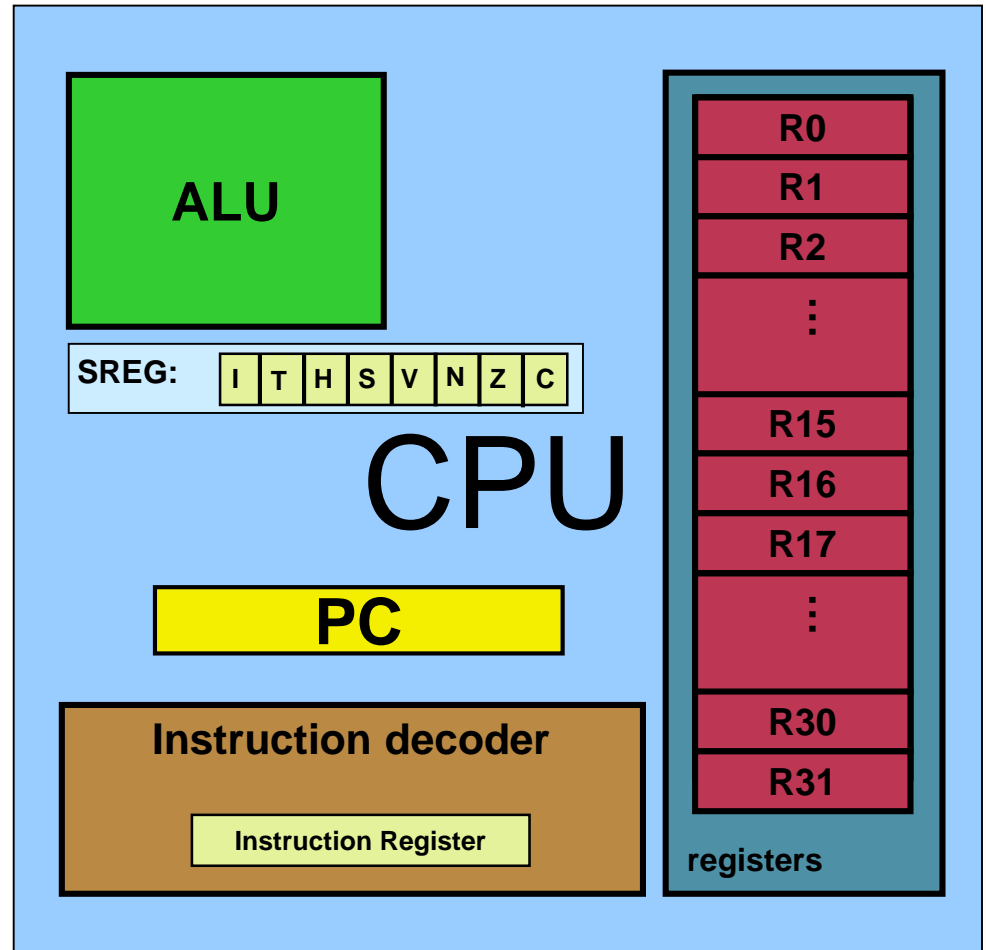 ALU
SREG: I T H S V N Z C
CPU
PC
Instruction decoder
Instruction Register
R0
R1
R2
...
R15
R16
R17
...
R30
R31
registers